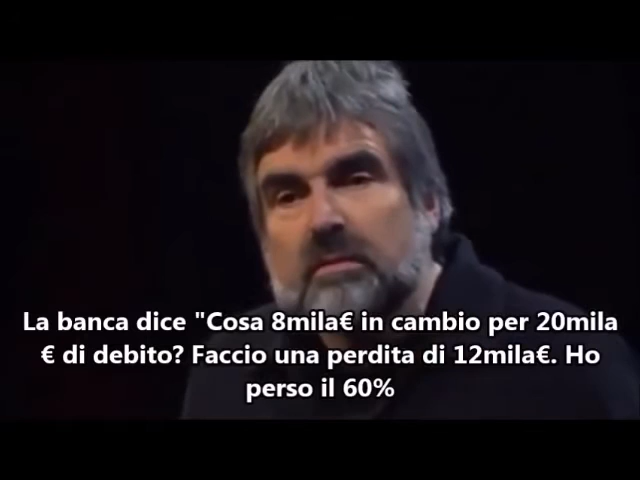 La banca dice "Cosa 8mila€ in cambio per 20mila
€ di debito? Faccio una perdita di 12mila€. Ho
perso il 60%